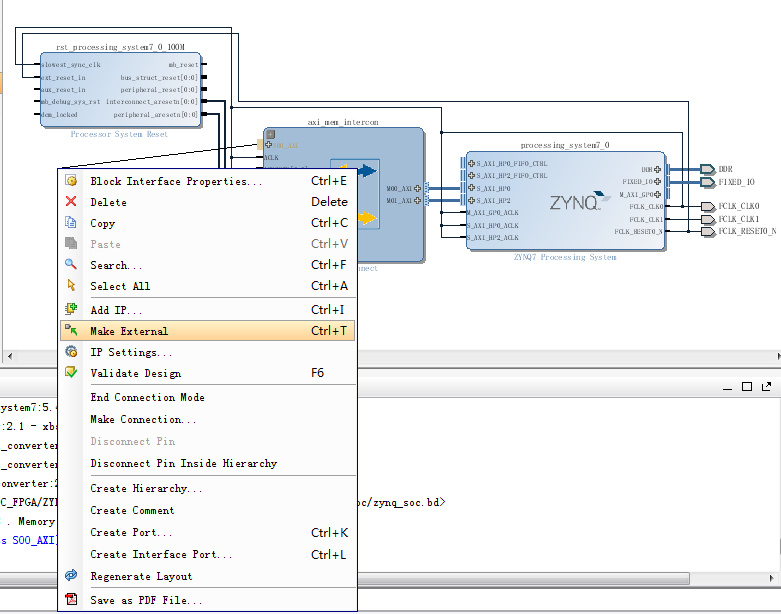 rst_processing_system7_0_100M
slowest_sync_clk
mb_reset
ext_reset_in
bus_struct_reset[0:0]
aux_reset_in
peripheral_reset[0:0]
mb_debug_sys_rst
interconnect_aresetn[0:0]
dcm_locked
peripheral_aresetn[0:0]
Processor System Reset
axi_mem_intercon
ACLK
M00_AXI
M01_AXI
nnect
processing_system7_0
S_AXI_HP0_FIFO_CTRL
S_AXI_HP2_FIFO_CTRL
S_AXI_HP0
S_AXI_HP2
M_AXI_GP0_ACLK
S_AXI_HP0_ACLK
S_AXI_HP2_ACLK
ZYNQ
DDR
FIXED_IO
M_AXI_GP0
FCLK_CLK0
FCLK_CLK1
FCLK_RESET0_N
ZYNQ7 Processing System
DDR
FIXED_IO
FCLK_CLK0
FCLK_CLK1
FCLK_RESET0_N
Block Interface Properties... Ctrl+E
Delete Delete
Copy Ctrl+C
Paste Ctrl+V
Search... Ctrl+F
Select All Ctrl+A
Add IP... Ctrl+I
Make External Ctrl+T
IP Settings...
Validate Design F6
End Connection Mode
Make Connection...
Disconnect Pin
Disconnect Pin Inside Hierarchy
Create Hierarchy...
Create Comment
Create Port... Ctrl+K
Create Interface Port... Ctrl+L
Regenerate Layout
Save as PDF File...
ystem7:5.
:2.1 - xb
_converter
_converter
onverter:
C_FPGA/ZY
oc/zynq_soc.bd>
. Memory
s S00_AXI